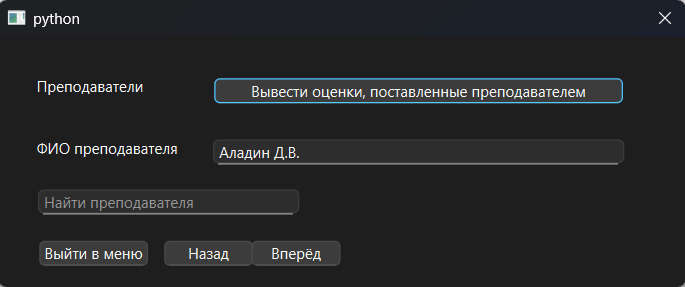 python
Преподаватели
Вывести оценки, поставленные преподавателем
ФИО преподавателя
Аладин Д.В.
Найти преподавателя
Выйти в меню
Назад
Вперёд